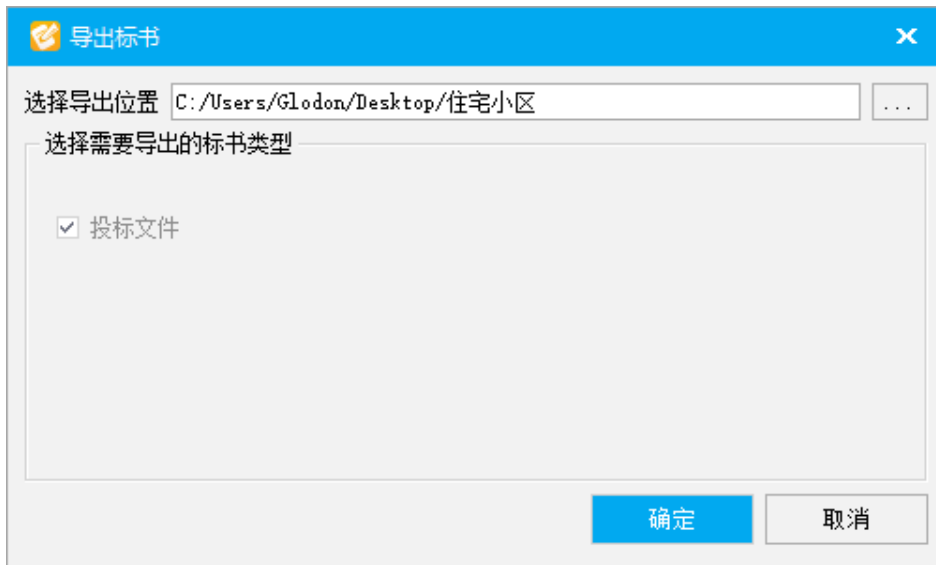 导出标书
选择导出位置 C:/Users/Glodon/Desktop/住宅小区 ...
选择需要导出的标书类型
投标文件
确定 取消